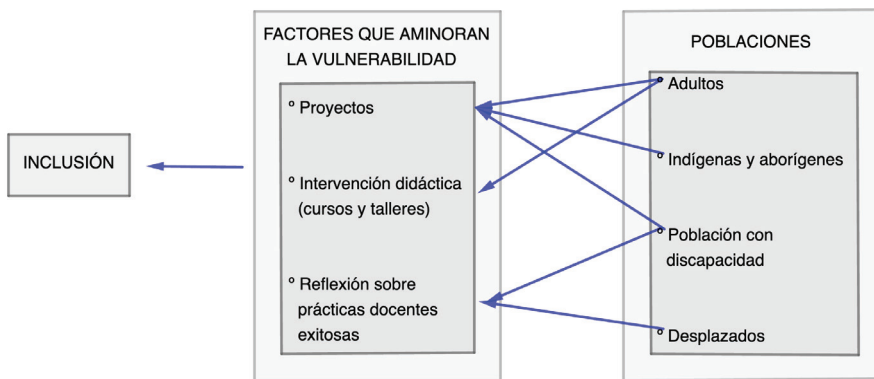 FACTORES QUE AMINORAN
LA VULNERABILIDAD
º Proyectos
º Intervención didáctica
(cursos y talleres)
º Reflexión sobre
prácticas docentes
exitosas
POBLACIONES
º Adultos
º Indígenas y aborígenes
º Población con
discapacidad
º Desplazados
INCLUSIÓN